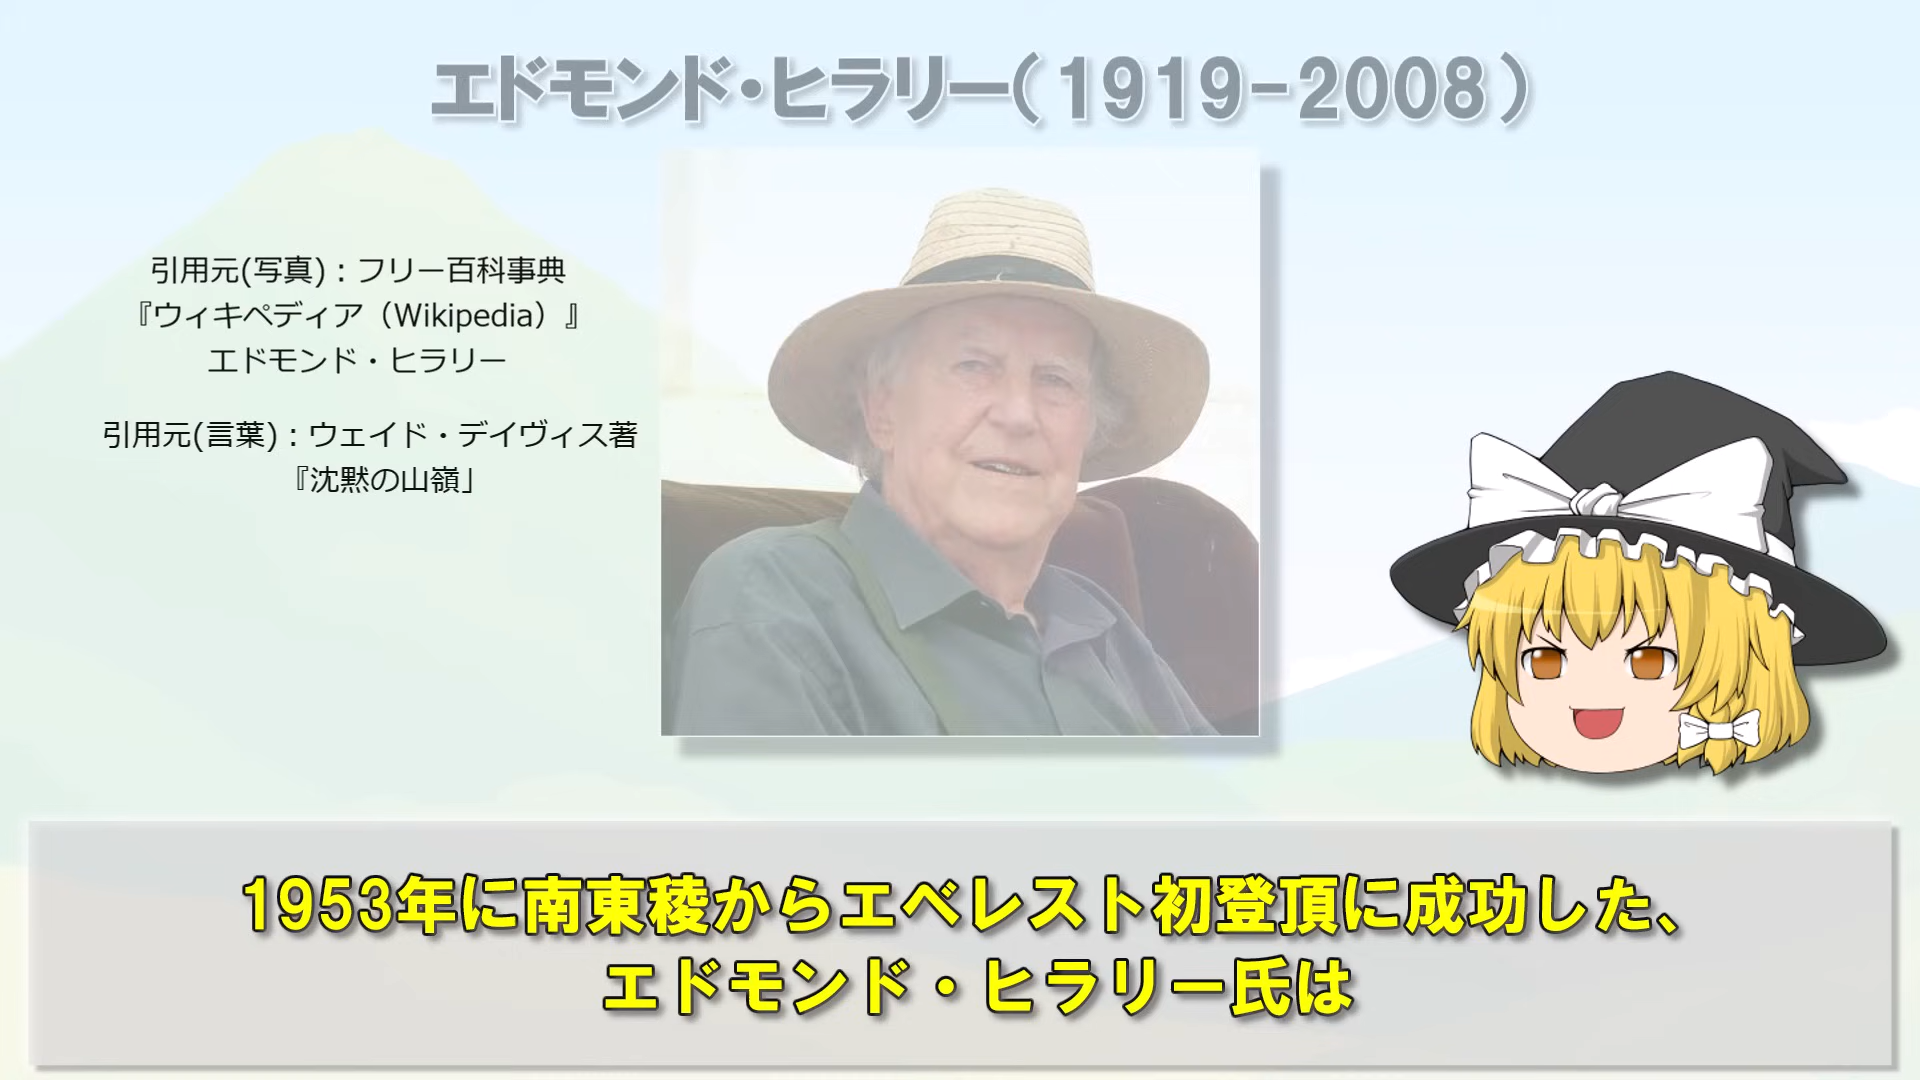 エドモンド・ヒラリー（1919-2008）
引用元(写真)：フリー百科事典
『ウィキペディア（Wikipedia）』
エドモンド・ヒラリー
引用元(言葉)：ウェイド・デイヴィス著
『沈黙の山嶺」
1953年に南東稜からエベレスト初登頂に成功した、
エドモンド・ヒラリー氏は